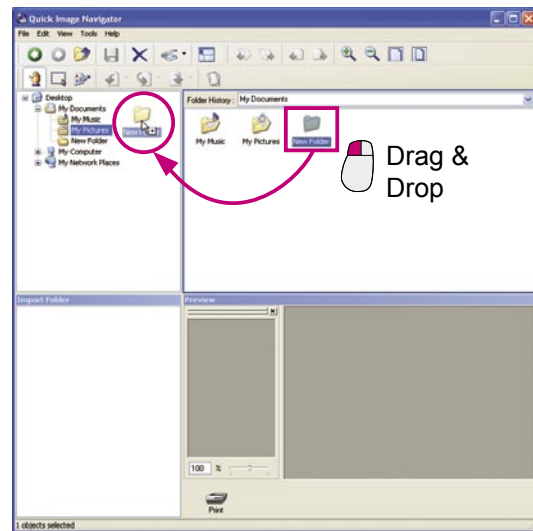 Quick Image Navigator
File Edit View Tools Help
Desktop
My Documents
My Music
My Pictures
New Folder
My Computer
My Network Places
New Folder
Folder History: My Documents
My Music My Pictures New Folder
Drag &
Drop
Import Folder
Preview
100 %
Print
1 objects selected